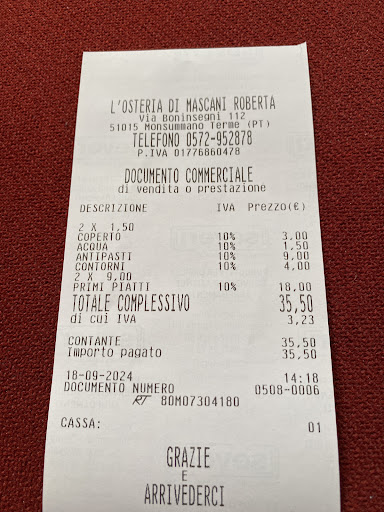 L'OSTERIA DI MASCANI ROBERTA
Via Boninsegni 112
51015 Monsummano Terme (PT)
TELEFONO 0572-952878
P.IVA 01776860478
DOCUMENTO COMMERCIALE
di vendita o prestazione
DESCRIZIONE IVA Prezzo(€)
2 X 1,50
COPERTO 10% 3,00
ACQUA 10% 1,50
ANTIPASTI 10% 9,00
CONTORNI 10% 4,00
2 X 9,00
PRIMI PIATTI 10% 18,00
TOTALE COMPLESSIVO 35,50
di cui IVA 3,23
CONTANTE 35,50
Importo pagato 35,50
18-09-2024 14:18
DOCUMENTO NUMERO 0508-0006
RT 80M07304180
CASSA: 01
GRAZIE
E
ARRIVEDERCI